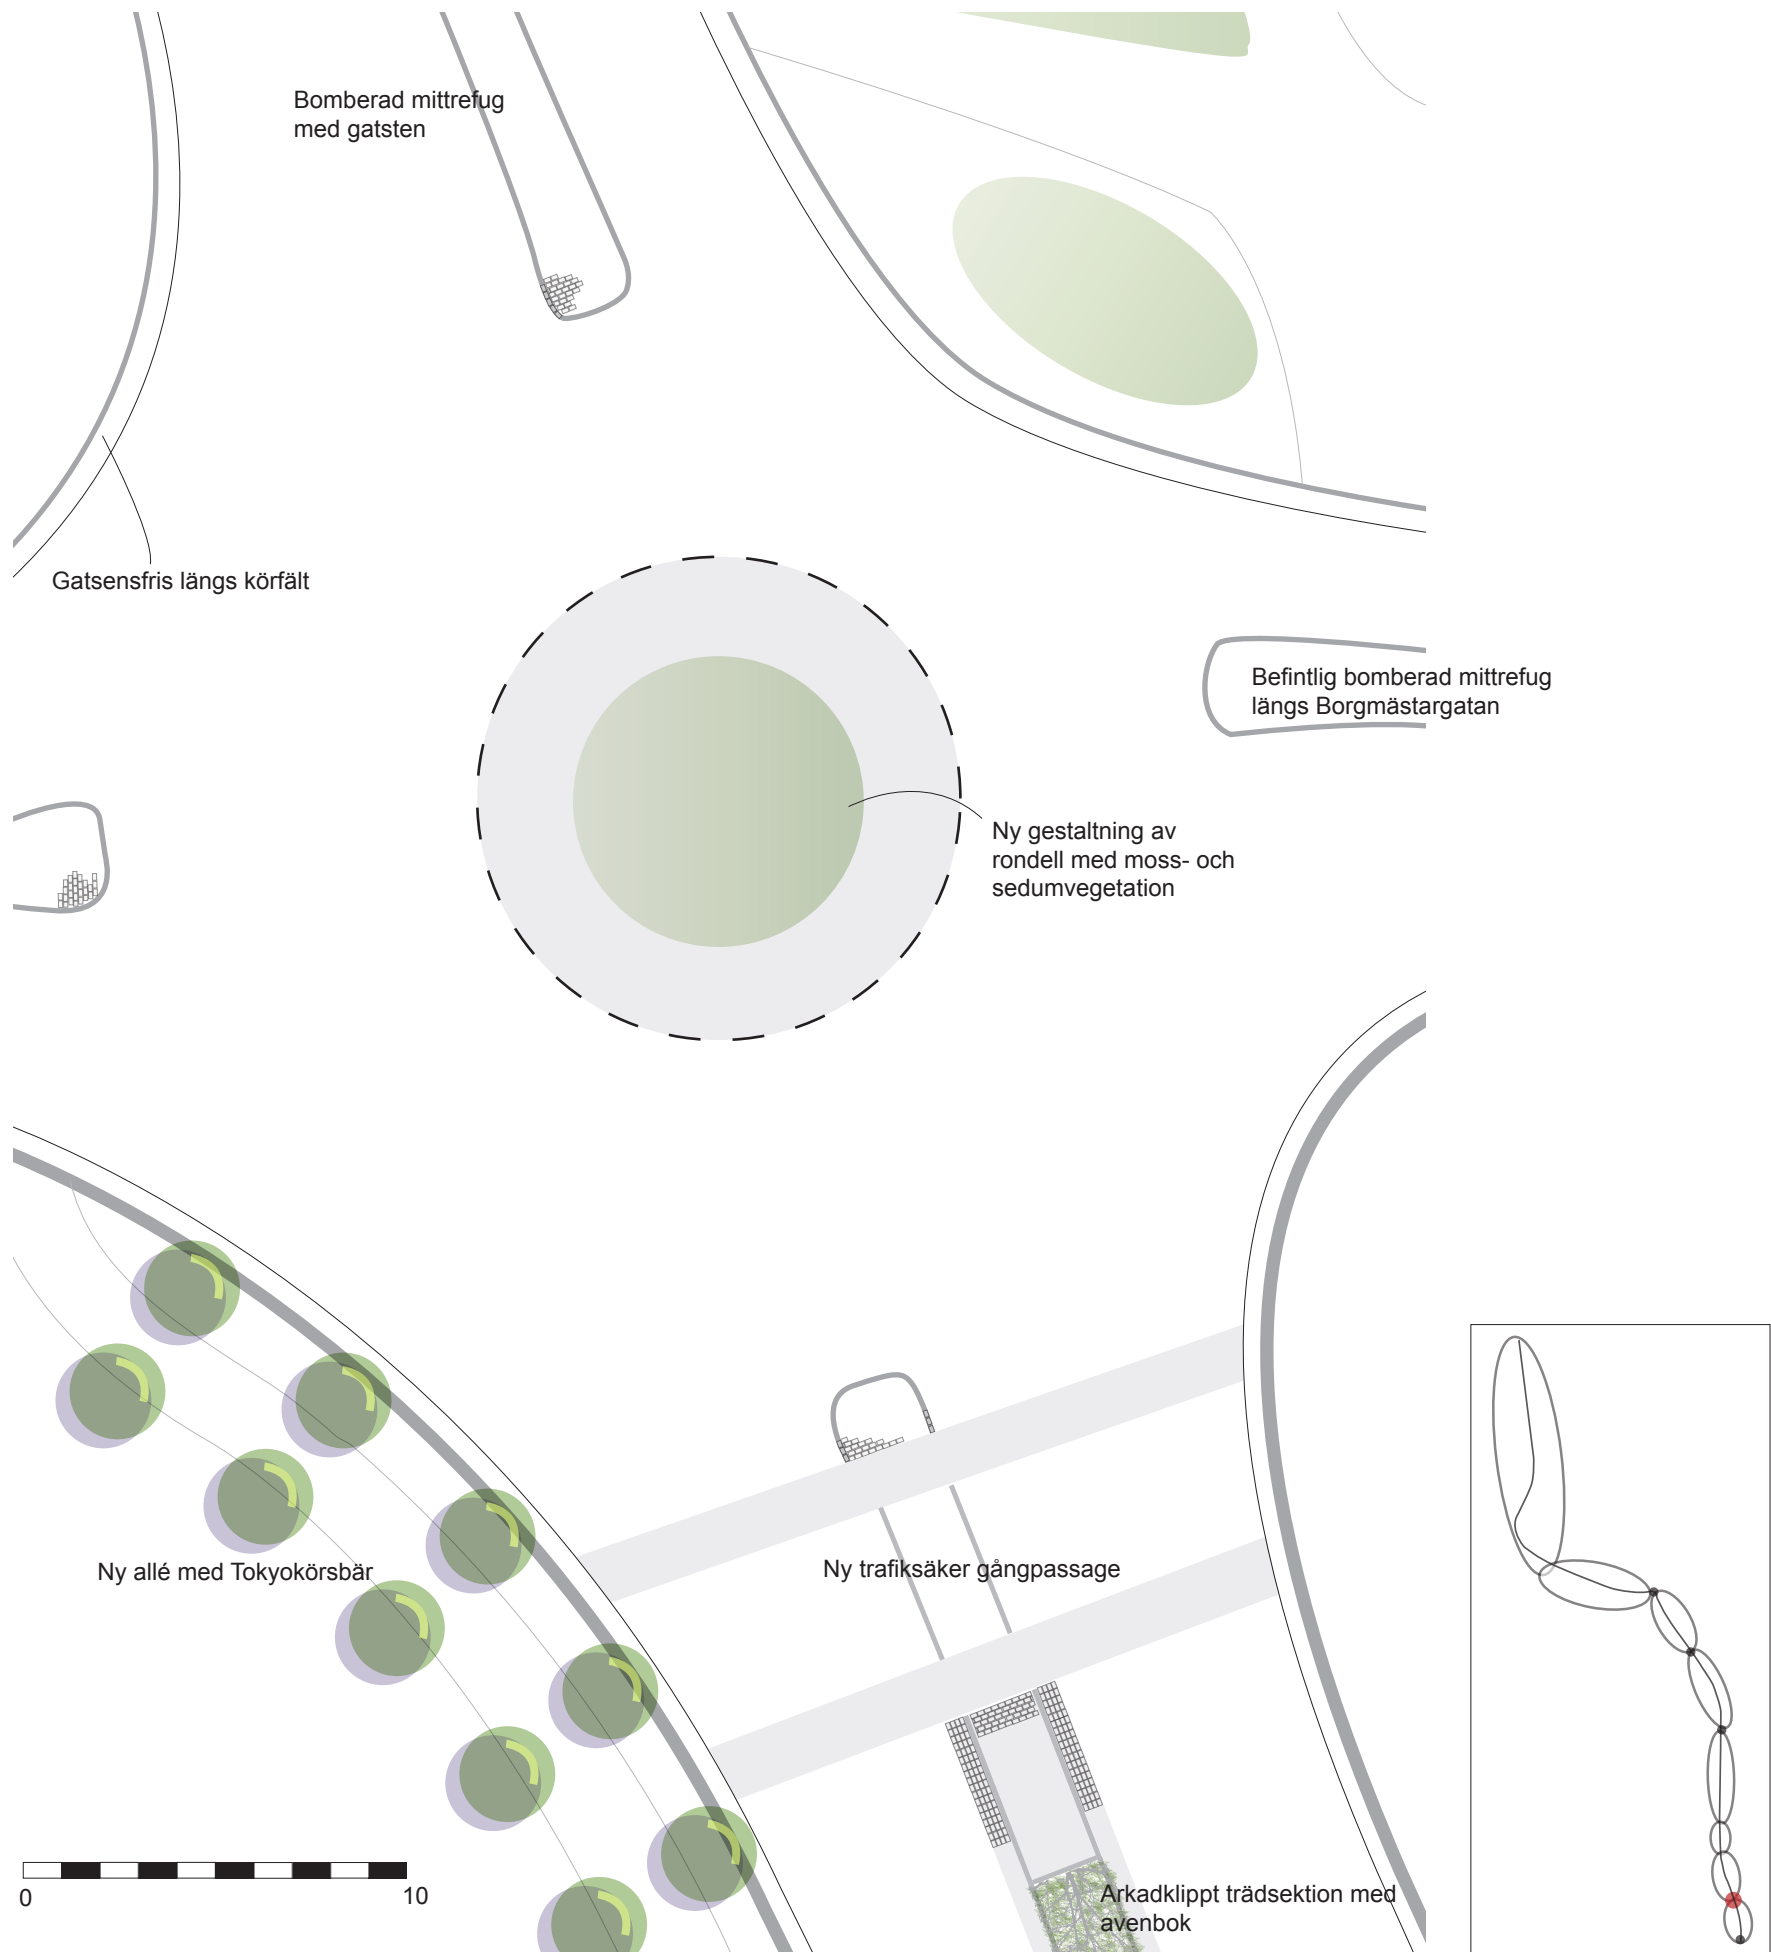 Bomberad mittrefug
med gatsten
Gatsensfris längs körfält
Befintlig bomberad mittrefug
längs Borgmästargatan
Ny gestaltning av
rondell med moss- och
sedumvegetation
Ny allé med Tokyokörsbär
Ny trafiksäker gångpassage
Arkadklippt trädsektion med
avenbok
0 10